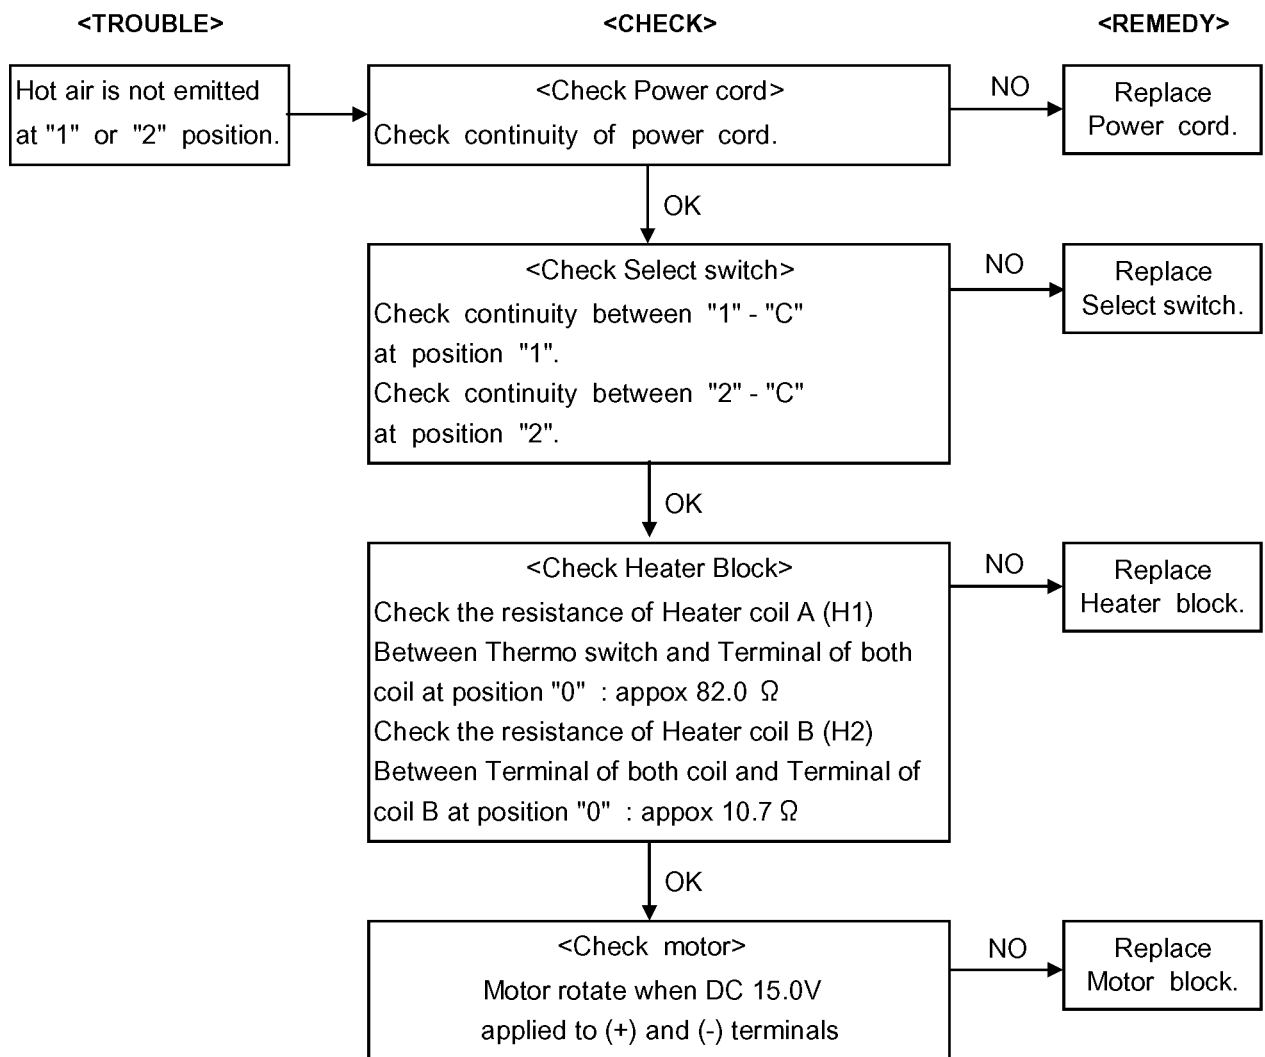 <TROUBLE>
<CHECK>
<REMEDY>
Hot air is not emitted
at "1" or "2" position.
<Check Power cord>
Check continuity of power cord.
NO
Replace
Power cord.
OK
<Check Select switch>
Check continuity between "1" - "C"
at position "1".
Check continuity between "2" - "C"
at position "2".
NO
Replace
Select switch.
OK
<Check Heater Block>
Check the resistance of Heater coil A (H1)
Between Thermo switch and Terminal of both
coil at position "0" : appox 82.0 Ω
Check the resistance of Heater coil B (H2)
Between Terminal of both coil and Terminal of
coil B at position "0" : appox 10.7 Ω
NO
Replace
Heater block.
OK
<Check motor>
Motor rotate when DC 15.0V
applied to (+) and (-) terminals
NO
Replace
Motor block.